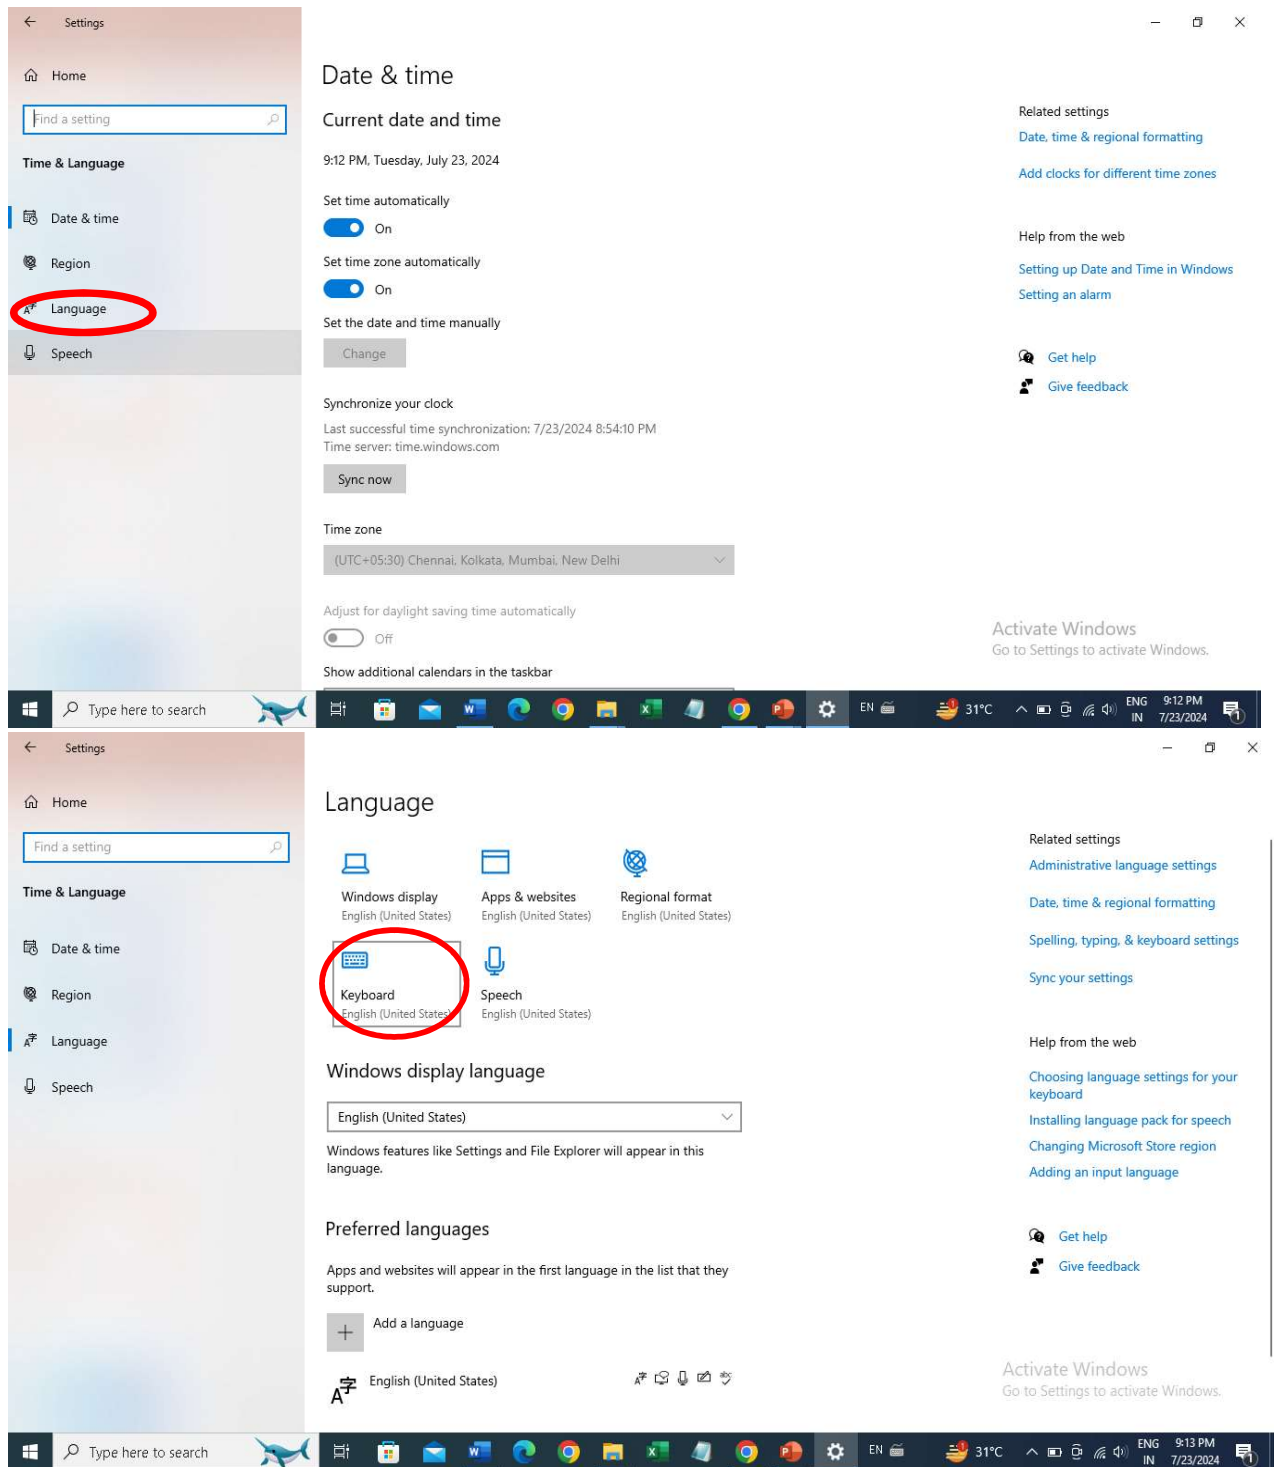 Settings
Home
Find a setting
Time & Language
Date & time
Region
Language
Speech
Date & time
Current date and time
9:12 PM, Tuesday, July 23, 2024
Set time automatically
On
Set time zone automatically
On
Set the date and time manually
Change
Synchronize your clock
Last successful time synchronization: 7/23/2024 8:54:10 PM
Time server: time.windows.com
Sync now
Time zone
(UTC+05:30) Chennai, Kolkata, Mumbai, New Delhi
Adjust for daylight saving time automatically
Off
Show additional calendars in the taskbar
Related settings
Date, time & regional formatting
Add clocks for different time zones
Help from the web
Setting up Date and Time in Windows
Setting an alarm
Get help
Give feedback
Activate Windows
Go to Settings to activate Windows.
Type here to search
EN
31°C
ENG
IN
9:12 PM
7/23/2024
Settings
Home
Find a setting
Time & Language
Date & time
Region
Language
Speech
Language
Windows display
English (United States)
Apps & websites
English (United States)
Regional format
English (United States)
Keyboard
English (United States)
Speech
English (United States)
Windows display language
English (United States)
Windows features like Settings and File Explorer will appear in this
language.
Preferred languages
Apps and websites will appear in the first language in the list that they
support.
Add a language
English (United States)
Related settings
Administrative language settings
Date, time & regional formatting
Spelling, typing, & keyboard settings
Sync your settings
Help from the web
Choosing language settings for your
keyboard
Installing language pack for speech
Changing Microsoft Store region
Adding an input language
Get help
Give feedback
Activate Windows
Go to Settings to activate Windows.
Type here to search
EN
31°C
ENG
IN
9:13 PM
7/23/2024